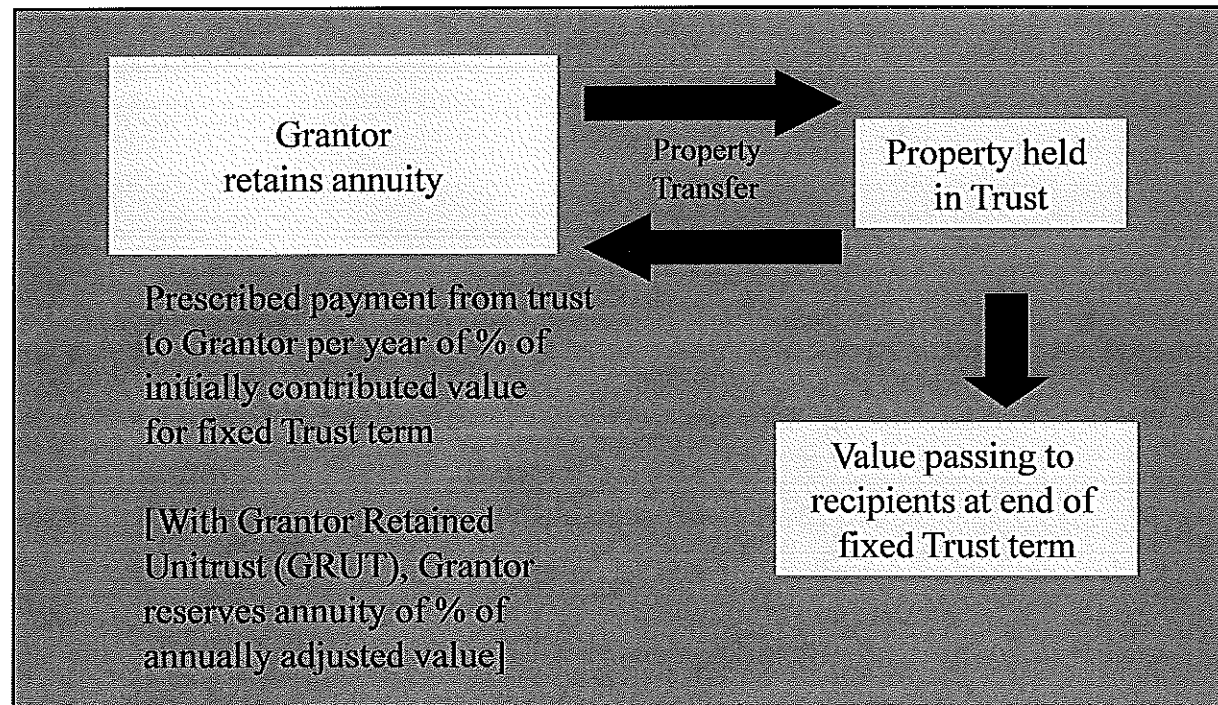 Grantor
retains annuity
Property
Transfer
Property held
in Trust
Prescribed payment from trust
to Grantor per year of % of
initially contributed value
for fixed Trust term
[With Grantor Retained
Unitrust (GRUT), Grantor
reserves annuity of % of
annually adjusted value]
Value passing to
recipients at end of
fixed Trust term